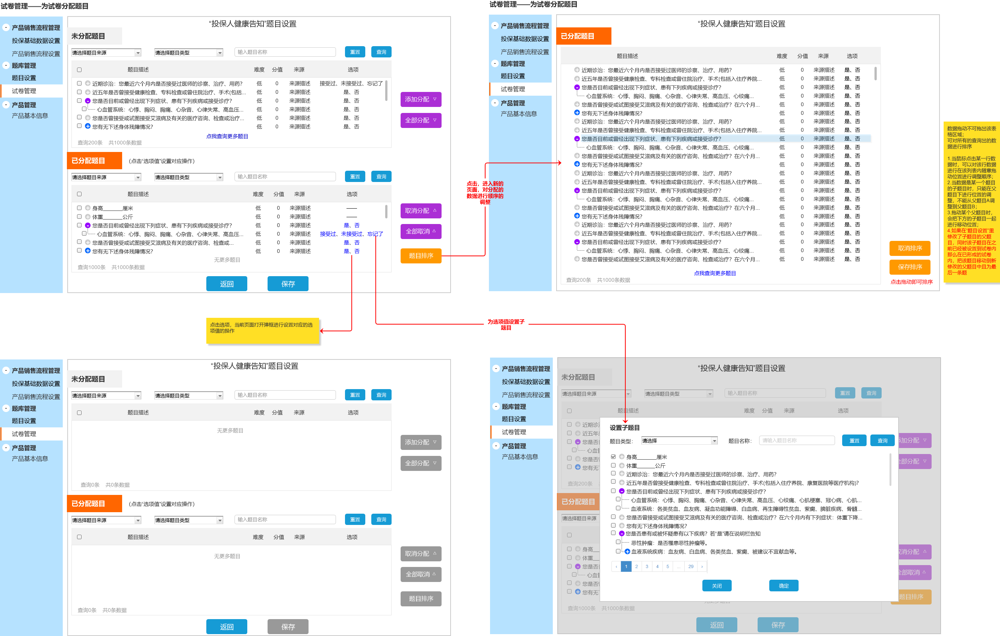 试卷管理——为试卷分配题目
- 产品销售流程管理
投保基础数据设置
产品销售流程设置
- 题库管理
题目设置
试卷管理
- 产品管理
产品基本信息
“投保人健康告知”题目设置
未分配题目
请选择题目来源 请选择题目类型 输入题目名称 重置 查询
题目描述 难度 分值 来源 选项
近期诊治：您最近六个月内是否接受过医师的诊察、治疗、用药？ 低 0 来源描述 接受过、未接受过、忘记了
近五年是否曾接受健康检查、专科检查或曾住院治疗、手术(包括... 低 0 来源描述 是、否
您是否目前或曾经出现下列症状、患有下列疾病或接受诊疗？ 低 0 来源描述 是、否
心血管系统：心悸、胸闷、胸痛、心杂音、心律失常、高血压... 低 0 来源描述 是、否
您是否曾接受或试图接受艾滋病及有关的医疗咨询、检查或治疗... 低 0 来源描述 是、否
您有无下述身体残障情况？ 低 0 来源描述 是、否
点我查询更多题目
查询200条 共1000条数据
添加分配 ▽
全部分配 ▽
已分配题目 （点击“选项值”设置对应操作）
请选择题目来源 请选择题目类型 输入题目名称 重置 查询
题目描述 难度 分值 来源 选项
身高_______厘米 低 0 来源描述 ——
体重_______公斤 低 0 来源描述 ——
您是否目前或曾经出现下列症状、患有下列疾病或接受诊疗？ 低 0 来源描述 是、否
心血管系统：心悸、胸闷、胸痛、心杂音、心律失常、高血压... 低 0 来源描述 接受过、未接受过、忘记了
您是否曾接受或试图接受艾滋病及有关的医疗咨询、检查或... 低 0 来源描述 是、否
您有无下述身体残障情况？ 低 0 来源描述 是、否
无更多题目
查询1000条 共1000条数据
取消分配 △
全部取消 △
题目排序
返回 保存
点击，进入新的
页面，对分配的
数据进行顺序的
调整
试卷管理——为试卷分配题目
- 产品销售流程管理
投保基础数据设置
产品销售流程设置
- 题库管理
题目设置
试卷管理
- 产品管理
产品基本信息
“投保人健康告知”题目设置
已分配题目
题目描述 难度 分值 来源 选项
近期诊治：您最近六个月内是否接受过医师的诊察、治疗、用药？ 低 0 来源描述 是、否
近五年是否曾接受健康检查、专科检查或曾住院治疗、手术(包括入住疗养院... 低 0 来源描述 是、否
您是否目前或曾经出现下列症状、患有下列疾病或接受诊疗？ 低 0 来源描述 是、否
心血管系统：心悸、胸闷、胸痛、心杂音、心律失常、高血压、心绞痛... 低 0 来源描述 是、否
您是否曾接受或试图接受艾滋病及有关的医疗咨询、检查或治疗？在六个月... 低 0 来源描述 是、否
您有无下述身体残障情况？ 低 0 来源描述 是、否
近期诊治：您最近六个月内是否接受过医师的诊察、治疗、用药？ 低 0 来源描述 是、否
近五年是否曾接受健康检查、专科检查或曾住院治疗、手术(包括入住疗养院... 低 0 来源描述 是、否
您是否目前或曾经出现下列症状、患有下列疾病或接受诊疗？ 低 0 来源描述 是、否
心血管系统：心悸、胸闷、胸痛、心杂音、心律失常、高血压、心绞痛... 低 0 来源描述 是、否
您是否曾接受或试图接受艾滋病及有关的医疗咨询、检查或治疗？在六个月... 低 0 来源描述 是、否
您有无下述身体残障情况？ 低 0 来源描述 是、否
近期诊治：您最近六个月内是否接受过医师的诊察、治疗、用药？ 低 0 来源描述 是、否
近五年是否曾接受健康检查、专科检查或曾住院治疗、手术(包括入住疗养院... 低 0 来源描述 是、否
您是否目前或曾经出现下列症状、患有下列疾病或接受诊疗？ 低 0 来源描述 是、否
心血管系统：心悸、胸闷、胸痛、心杂音、心律失常、高血压、心绞痛... 低 0 来源描述 是、否
您是否曾接受或试图接受艾滋病及有关的医疗咨询、检查或治疗？在六个月... 低 0 来源描述 是、否
您有无下述身体残障情况？ 低 0 来源描述 是、否
近期诊治：您最近六个月内是否接受过医师的诊察、治疗、用药？ 低 0 来源描述 是、否
近五年是否曾接受健康检查、专科检查或曾住院治疗、手术(包括入住疗养院... 低 0 来源描述 是、否
您是否目前或曾经出现下列症状、患有下列疾病或接受诊疗？ 低 0 来源描述 是、否
心血管系统：心悸、胸闷、胸痛、心杂音、心律失常、高血压、心绞痛... 低 0 来源描述 是、否
您是否曾接受或试图接受艾滋病及有关的医疗咨询、检查或治疗？在六个月... 低 0 来源描述 是、否
点我查询更多题目
查询200条 共1000条数据
取消排序
保存排序
点击拖动即可排序
数据拖动不可拖出该表
格区域；
可对所有的查询出的数
据进行排序
1.当鼠标点击某一行数
据时，可以对该行数据
进行在该列表内随意拖
动位置进行调整顺序；
2.当数据是某一个题目
的子题目时，只能在父
题目下进行位置的调
整，不能从父题目A调
整到父题目B；
3.拖动某个父题目时，
会把下方的子题目一起
进行移动位置；
4.如果在“题目设置”里
修改了子题目的父题
目，同时该子题目在之
前已经被设置到试卷内
那么在已形成的试卷
内，把该题目移动到新
修改的父题目中且为最
后一条题
点击选项，当前页面打开弹框进行设置对应的选
项值的操作
为选项值设置子
题目
- 产品销售流程管理
投保基础数据设置
产品销售流程设置
- 题库管理
题目设置
试卷管理
- 产品管理
产品基本信息
“投保人健康告知”题目设置
未分配题目
请选择题目来源 请选择题目类型 输入题目名称 重置 查询
题目描述 难度 分值 来源 选项
无更多题目
查询0条 共0条数据
添加分配 ▽
全部分配 ▽
已分配题目 （点击“选项值”设置对应操作）
请选择题目来源 请选择题目类型 输入题目名称 重置 查询
题目描述 难度 分值 来源 选项
无更多题目
查询0条 共0条数据
取消分配 △
全部取消 △
题目排序
返回 保存
- 产品销售流程管理
投保基础数据设置
产品销售流程设置
- 题库管理
题目设置
试卷管理
- 产品管理
产品基本信息
“投保人健康告知”题目设置
未分配题目
请选择题目来源 请选择题目类型 输入题目名称 重置 查询
题目描述 难度 分值 来源 选项
近期诊
近五年
您是否
心血
您是否
您有无
查询200条
添加分配 ▽
全部分配 ▽
已分配题目
请选择题目来源
身高
体重
您是否
心血
您是否
您有无
查询1000条 共1000条数据
取消分配 △
全部取消 △
题目排序
返回 保存
设置子题目
题目类型： 请选择 题目名称： 请输入题目名称 重置 查询
身高_______厘米
体重_______公斤
近期诊治：您最近六个月内是否接受过医师的诊察、治疗、用药？
近五年是否曾接受健康检查、专科检查或曾住院治疗、手术(包括入住疗养院、康复医院等医疗机构)？
您是否目前或曾经出现下列症状、患有下列疾病或接受诊疗？
心血管系统：心悸、胸闷、胸痛、心杂音、心律失常、高血压、心绞痛、心肌梗塞、冠心病、心肌...
血液系统：各类贫血、血友病、凝血功能障碍、白血病、再生障碍性贫血、紫癜、脾脏疾病、骨髓...
您是否曾接受或试图接受艾滋病及有关的医疗咨询、检查或治疗？在六个月内有下列症状：体重下降...
您有无下述身体残障情况？
您是否患有或被怀疑患有以下疾病？若“是”请在说明栏告知
恶性肿瘤：是否罹患恶性肿瘤等。
血液系统疾病：血友病、白血病、各类贫血、紫癜、被建议不宜献血等。
‹ 1 2 3 4 5 ... 29 ›
关闭 确定